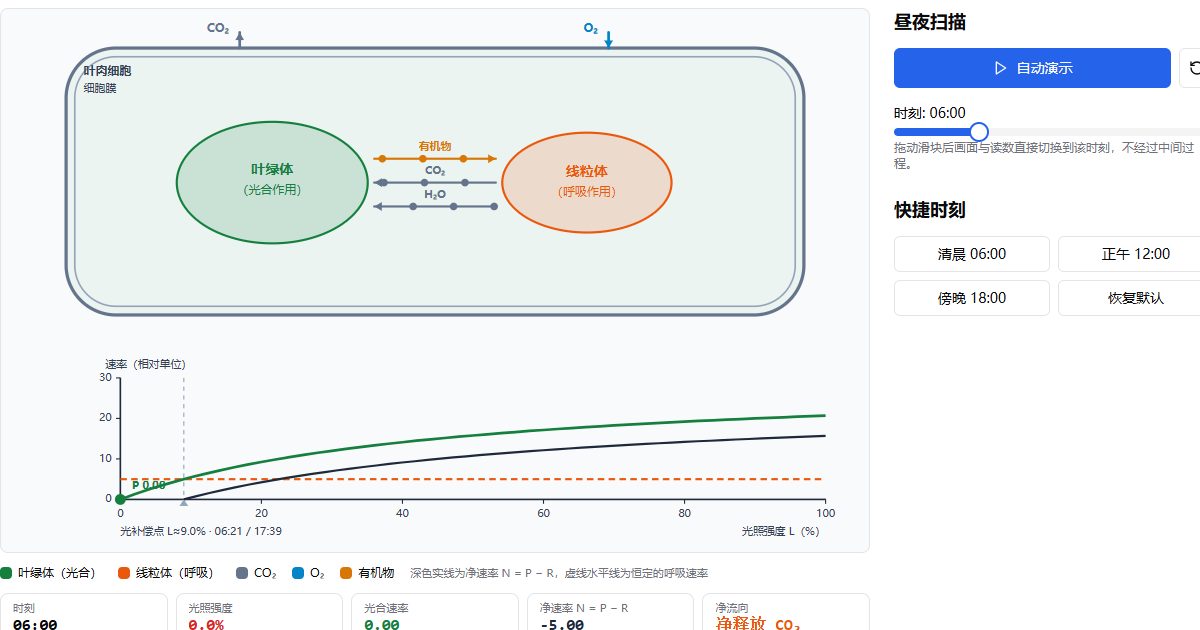 CO₂
O₂
昼夜扫描
叶肉细胞
细胞膜
自动演示
时刻: 06:00
拖动滑块后画面与读数直接切换到该时刻，不经过中间过
程。
有机物
CO₂
H₂O
叶绿体
(光合作用)
线粒体
(呼吸作用)
快捷时刻
清晨 06:00
正午 12:00
傍晚 18:00
恢复默认
速率（相对单位）
30
20
10
0
P 0.00
0
20
40
60
80
100
光补偿点 L≈9.0% · 06:21 / 17:39
光照强度 L（%）
叶绿体（光合）
线粒体（呼吸）
CO₂
O₂
有机物
深色实线为净速率 N = P − R，虚线水平线为恒定的呼吸速率
时刻
06:00
光照强度
0.0%
光合速率
0.00
净速率 N = P − R
-5.00
净流向
净释放 CO₂